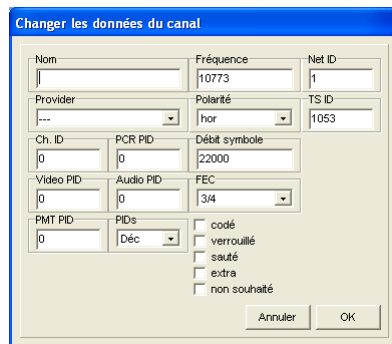 Changer les données du canal
Nom Fréquence Net ID
10773 1
Provider Polarité TS ID
--- hor 1053
Ch. ID PCR PID Débit symbole
0 0 22000
Video PID Audio PID FEC
0 0 3/4
PMT PID PIDs
0 Déc
codé
verrouillé
sauté
extra
non souhaité
Annuler OK